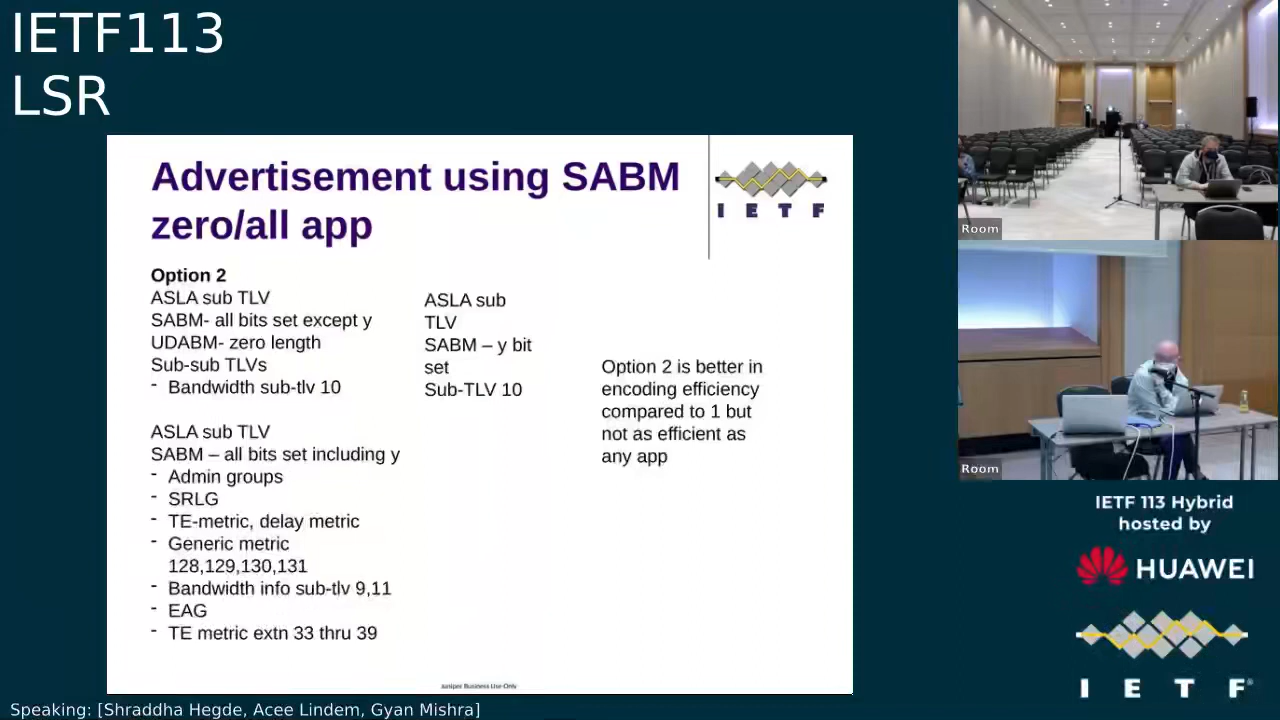 IETF113
LSR
Advertisement using SABM
zero/all app
I E T F
Option 2
ASLA sub TLV
SABM- all bits set except y
UDABM- zero length
Sub-sub TLVs
- Bandwidth sub-tlv 10
ASLA sub TLV
SABM – all bits set including y
- Admin groups
- SRLG
- TE-metric, delay metric
- Generic metric
128,129,130,131
- Bandwidth info sub-tlv 9,11
- EAG
- TE metric extn 33 thru 39
ASLA sub
TLV
SABM – y bit
set
Sub-TLV 10
Option 2 is better in
encoding efficiency
compared to 1 but
not as efficient as
any app
Juniper Business Use Only
Room
Room
IETF 113 Hybrid
hosted by
HUAWEI
I E T F
Speaking: [Shraddha Hegde, Acee Lindem, Gyan Mishra]